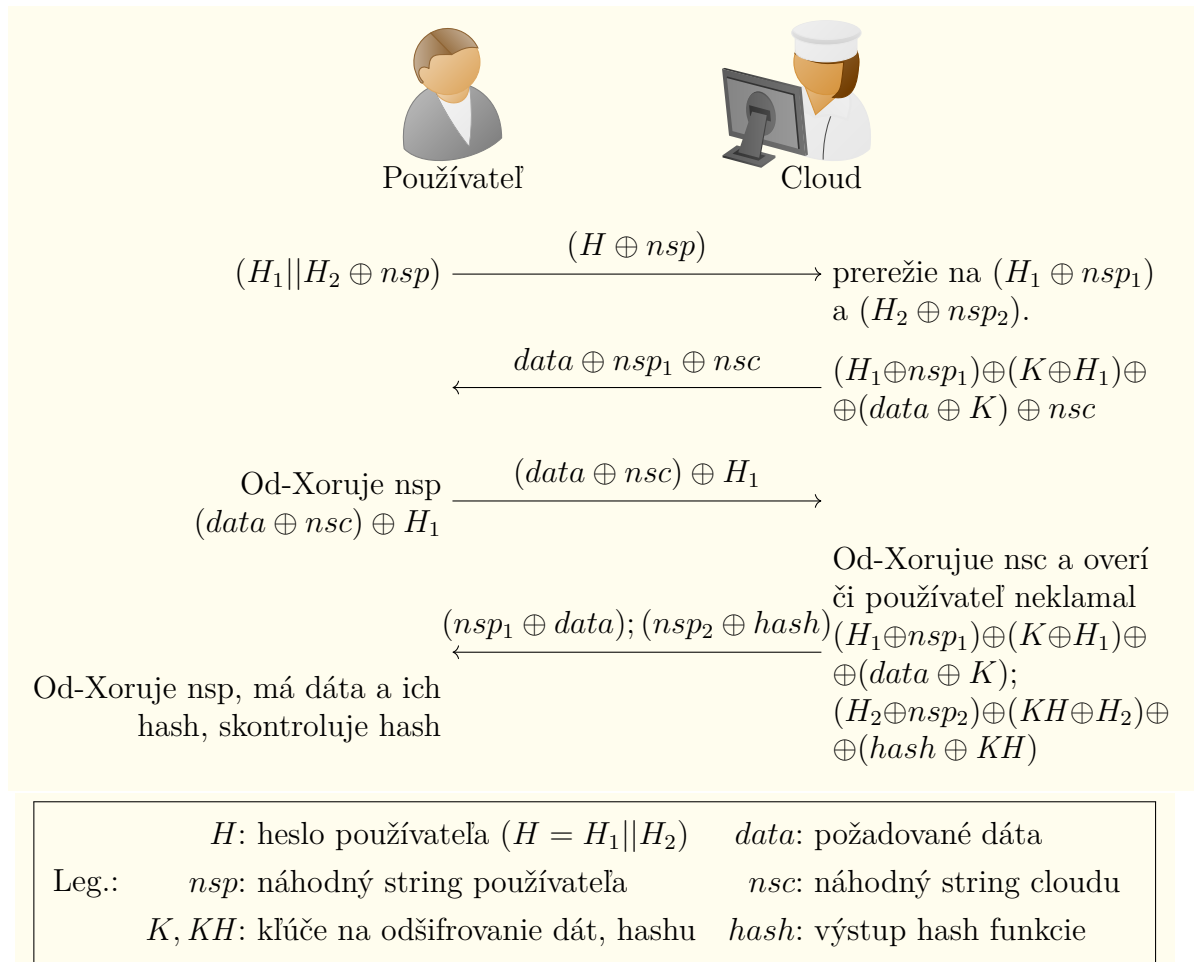 Používateľ
Cloud
(H ⊕ nsp)
(H₁||H₂ ⊕ nsp)
prerežie na (H₁ ⊕ nsp₁)
a (H₂ ⊕ nsp₂).
data ⊕ nsp₁ ⊕ nsc
(H₁⊕nsp₁)⊕(K⊕H₁)⊕
⊕(data ⊕ K) ⊕ nsc
Od-Xoruje nsp
(data ⊕ nsc) ⊕ H₁
(data ⊕ nsc) ⊕ H₁
Od-Xorujue nsc a overí
či používateľ neklamal
(H₁⊕nsp₁)⊕(K⊕H₁)⊕
⊕(data ⊕ K);
(H₂⊕nsp₂)⊕(KH⊕H₂)⊕
⊕(hash ⊕ KH)
(nsp₁ ⊕ data); (nsp₂ ⊕ hash)
Od-Xoruje nsp, má dáta a ich
hash, skontroluje hash
H: heslo používateľa (H = H₁||H₂) data: požadované dáta
Leg.: nsp: náhodný string používateľa nsc: náhodný string cloudu
K, KH: kľúče na odšifrovanie dát, hashu hash: výstup hash funkcie